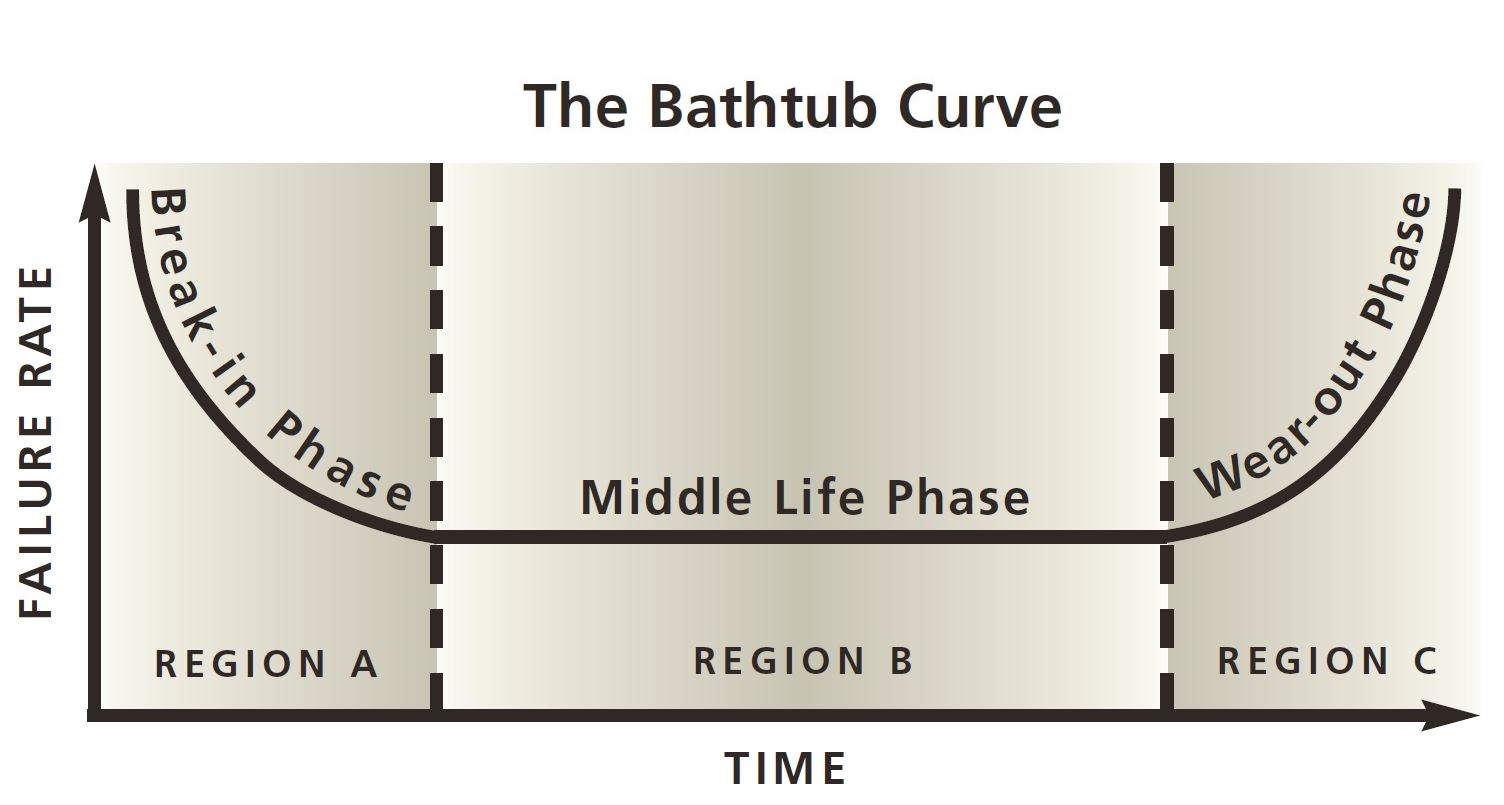 The Bathtub Curve
FAILURE RATE
Break-in Phase
Middle Life Phase
Wear-out Phase
REGION A
REGION B
REGION C
TIME